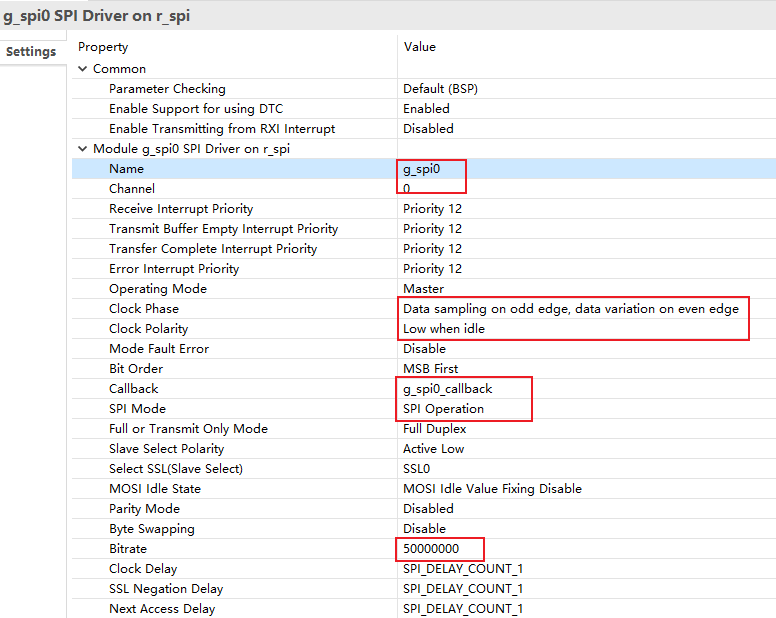 g_spi0 SPI Driver on r_spi
Settings
Property Value
Common
Parameter Checking Default (BSP)
Enable Support for using DTC Enabled
Enable Transmitting from RXI Interrupt Disabled
Module g_spi0 SPI Driver on r_spi
Name g_spi0
Channel 0
Receive Interrupt Priority Priority 12
Transmit Buffer Empty Interrupt Priority Priority 12
Transfer Complete Interrupt Priority Priority 12
Error Interrupt Priority Priority 12
Operating Mode Master
Clock Phase Data sampling on odd edge, data variation on even edge
Clock Polarity Low when idle
Mode Fault Error Disable
Bit Order MSB First
Callback g_spi0_callback
SPI Mode SPI Operation
Full or Transmit Only Mode Full Duplex
Slave Select Polarity Active Low
Select SSL(Slave Select) SSL0
MOSI Idle State MOSI Idle Value Fixing Disable
Parity Mode Disabled
Byte Swapping Disable
Bitrate 50000000
Clock Delay SPI_DELAY_COUNT_1
SSL Negation Delay SPI_DELAY_COUNT_1
Next Access Delay SPI_DELAY_COUNT_1